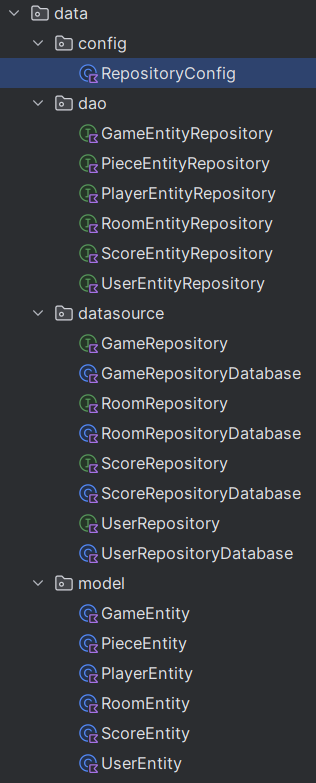 data
config
RepositoryConfig
dao
GameEntityRepository
PieceEntityRepository
PlayerEntityRepository
RoomEntityRepository
ScoreEntityRepository
UserEntityRepository
datasource
GameRepository
GameRepositoryDatabase
RoomRepository
RoomRepositoryDatabase
ScoreRepository
ScoreRepositoryDatabase
UserRepository
UserRepositoryDatabase
model
GameEntity
PieceEntity
PlayerEntity
RoomEntity
ScoreEntity
UserEntity